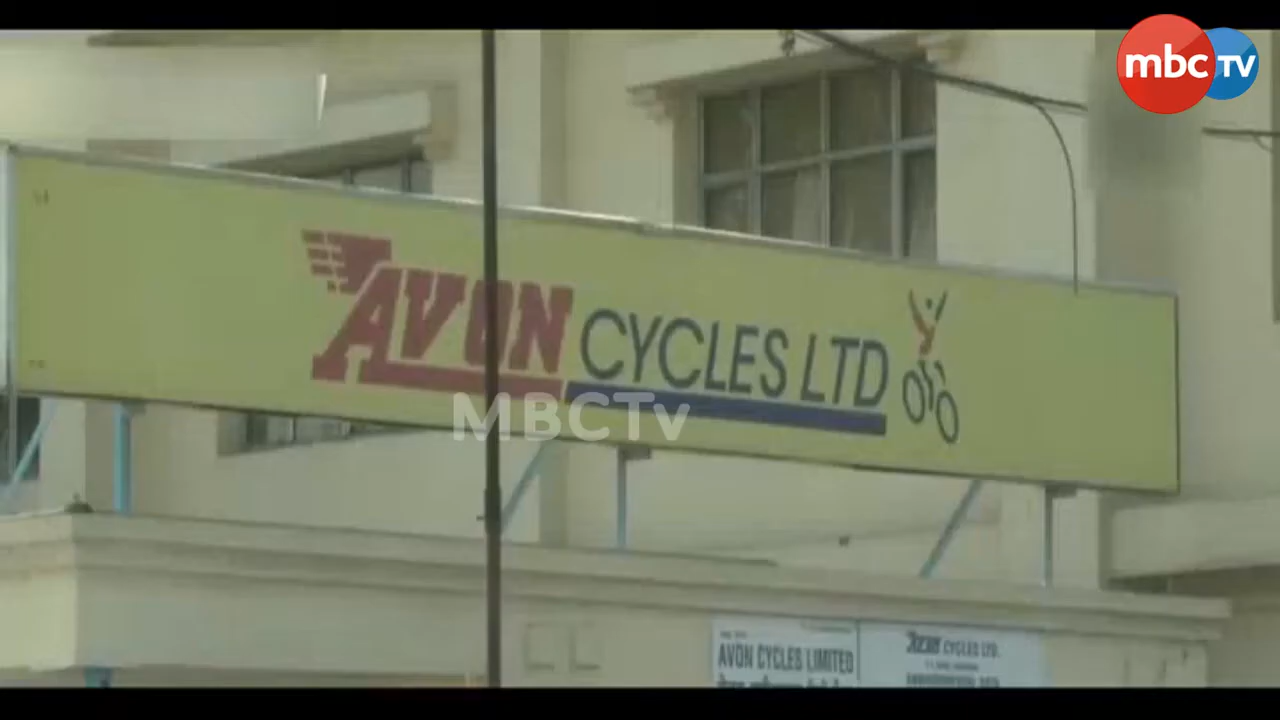 mbc TV
AVON CYCLES LTD
MBCTv
AVON CYCLES LIMITED
AVON CYCLES LTD.